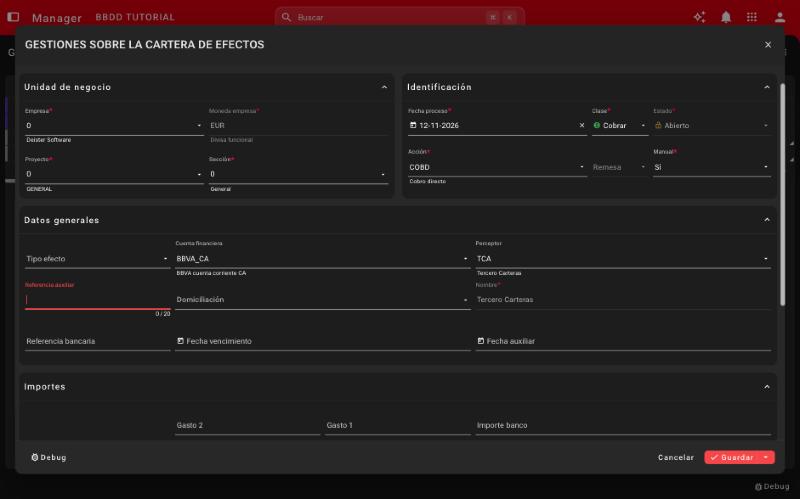 Manager BBDD TUTORIAL Buscar ⌘ K
GESTIONES SOBRE LA CARTERA DE EFECTOS
Unidad de negocio
Empresa* Moneda empresa*
0 EUR
Deister Software Divisa funcional
Proyecto* Sección*
0 0
GENERAL General
Identificación
Fecha proceso* Clase* Estado*
12-11-2026 Cobrar Abierto
Acción* Manual*
COBD Remesa Sí
Cobro directo
Datos generales
Cuenta financiera Perceptor
Tipo efecto BBVA_CA TCA
BBVA cuenta corriente CA Tercero Carteras
Referencia auxiliar Nombre*
Domiciliación Tercero Carteras
0 / 20
Referencia bancaria Fecha vencimiento Fecha auxiliar
Importes
Gasto 2 Gasto 1 Importe banco
Debug Cancelar Guardar
Debug